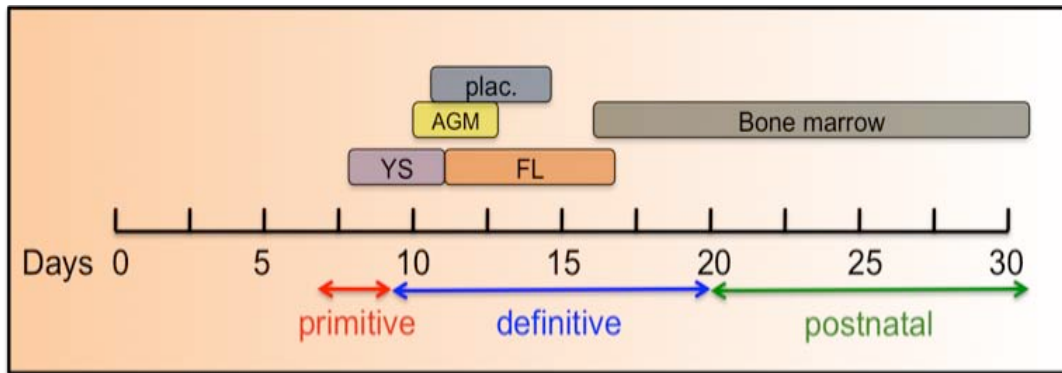 plac.
AGM Bone marrow
YS FL
Days 0 5 10 15 20 25 30
primitive definitive postnatal